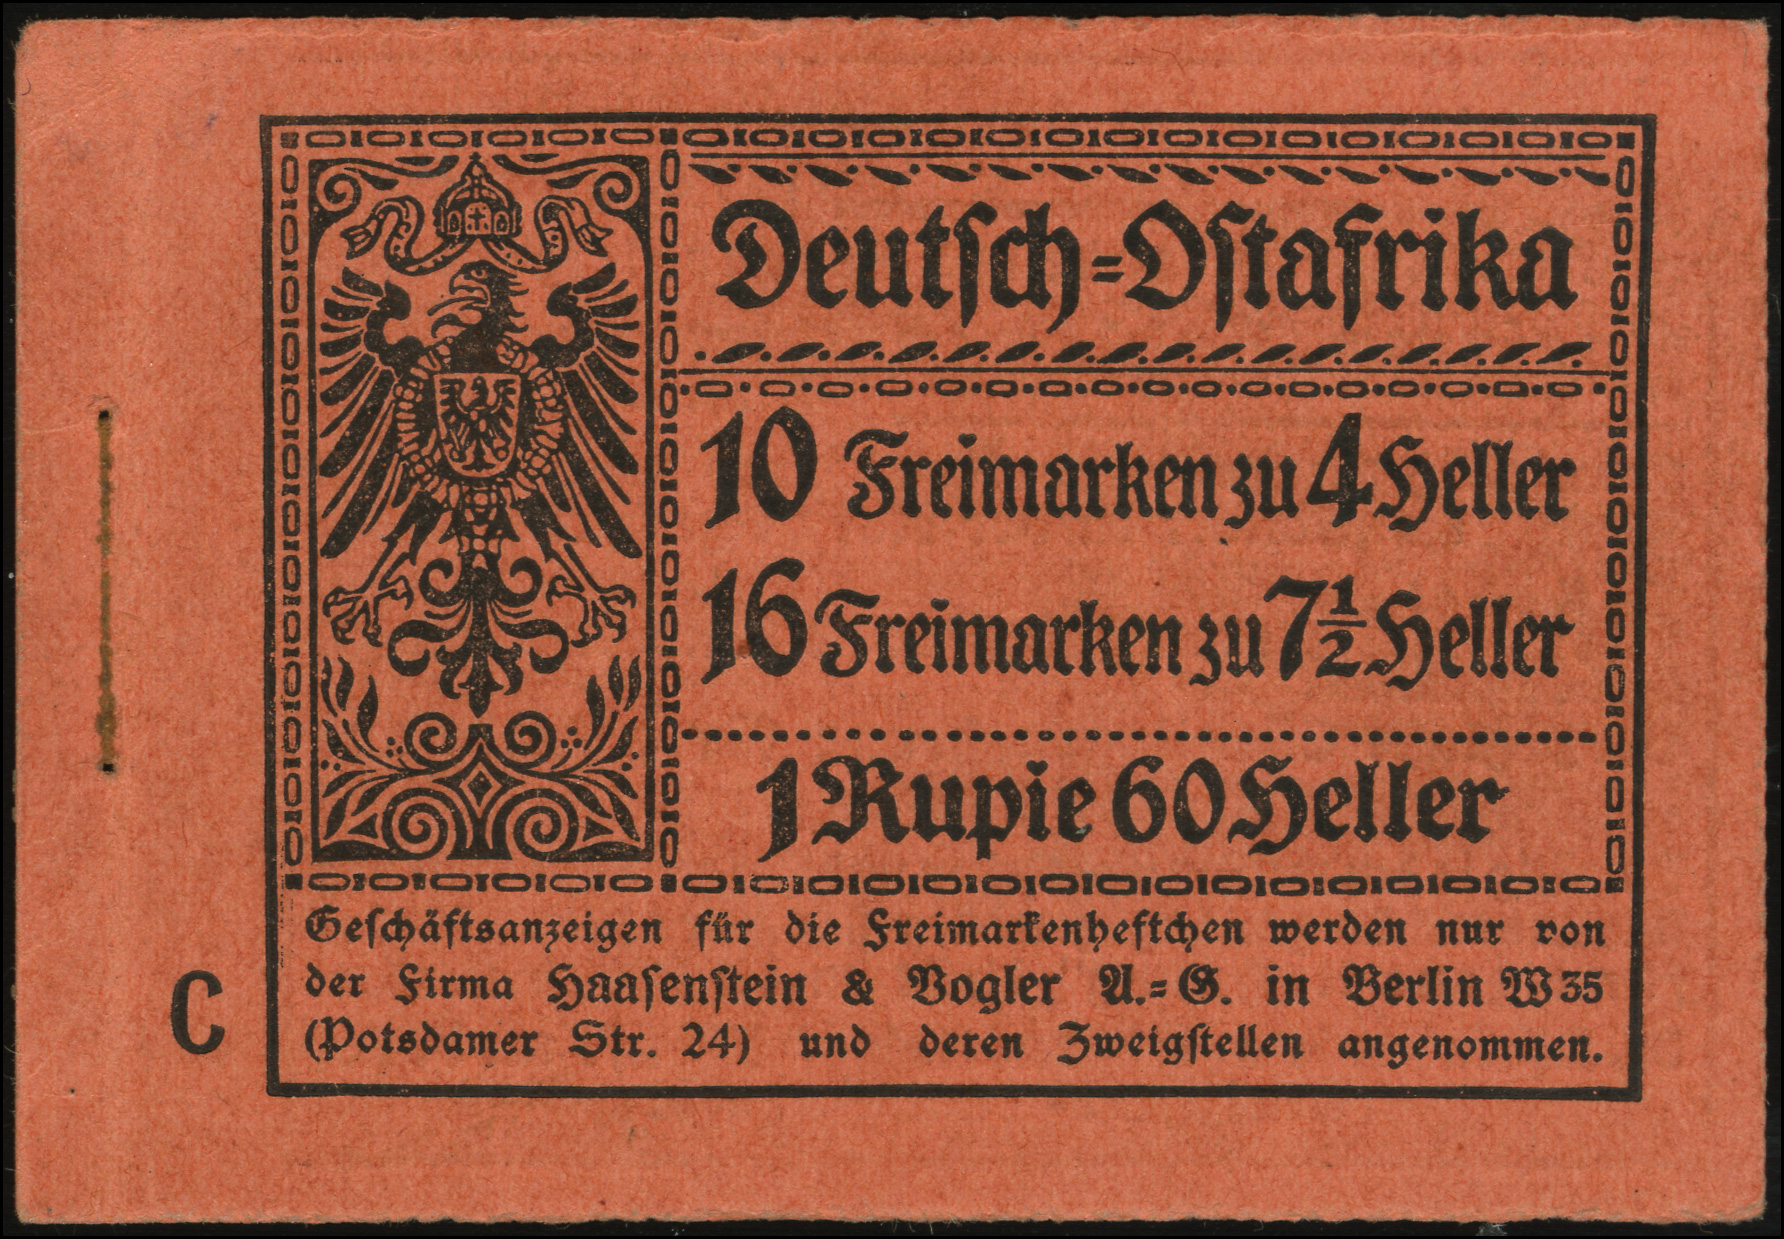 Deutsch=Ostafrika
10 Freimarken zu 4 Heller
16 Freimarken zu 7½ Heller
1 Rupie 60 Heller
Geschäftsanzeigen für die Freimarkenheftchen werden nur von
der Firma Haasenstein & Vogler A.=G. in Berlin W 35
(Potsdamer Str. 24) und deren Zweigstellen angenommen.
C